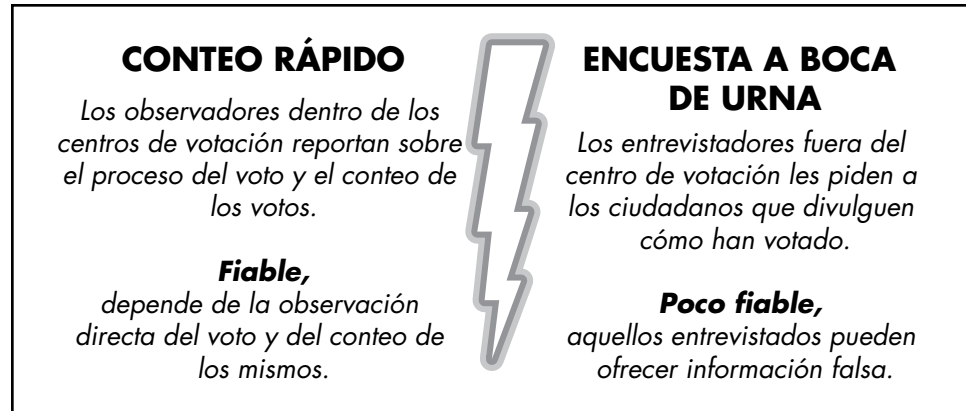 CONTEO RÁPIDO
Los observadores dentro de los
centros de votación reportan sobre
el proceso del voto y el conteo de
los votos.
Fiable,
depende de la observación
directa del voto y del conteo de
los mismos.
ENCUESTA A BOCA
DE URNA
Los entrevistadores fuera del
centro de votación les piden a
los ciudadanos que divulguen
cómo han votado.
Poco fiable,
aquellos entrevistados pueden
ofrecer información falsa.